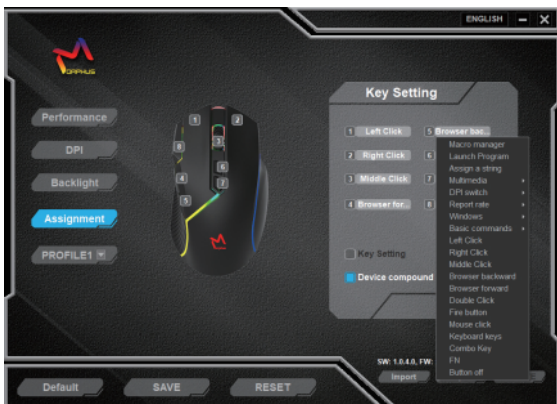 ENGLISH
MORPHUS
Performance
DPI
Backlight
Assignment
PROFILE1
Default
SAVE
RESET
1
2
3
8
6
4
7
5
Key Setting
1 Left Click
5 Browser bac...
2 Right Click
6
3 Middle Click
7
4 Browser for...
8
Key Setting
Device compound
Macro manager
Launch Program
Assign a string
Multimedia
DPI switch
Report rate
Windows
Basic commands
Left Click
Right Click
Middle Click
Browser backward
Browser forward
Double Click
Fire button
Mouse click
Keyboard keys
Combo Key
FN
Button off
SW: 1.0.4.0, FW:
Import